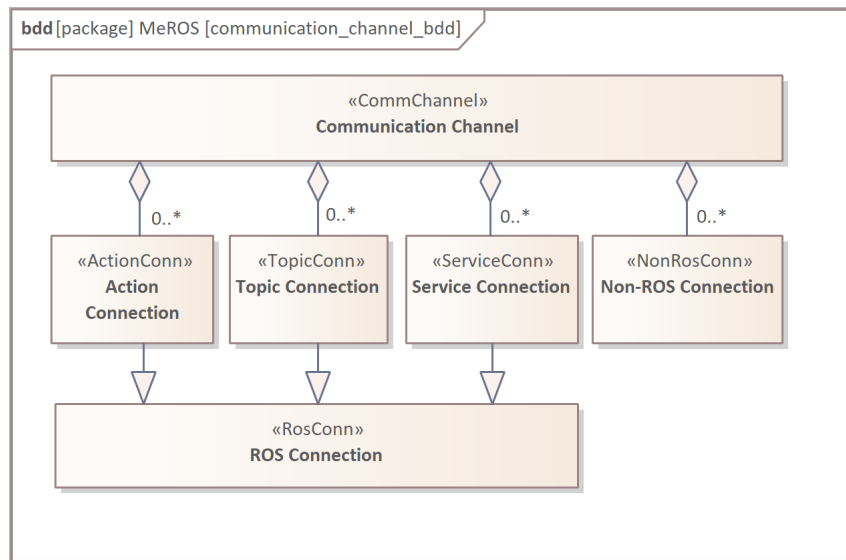 bdd [package] MeROS [communication_channel_bdd]
«CommChannel»
Communication Channel
0..*
0..*
0..*
0..*
«ActionConn»
Action
Connection
«TopicConn»
Topic Connection
«ServiceConn»
Service Connection
«NonRosConn»
Non-ROS Connection
«RosConn»
ROS Connection